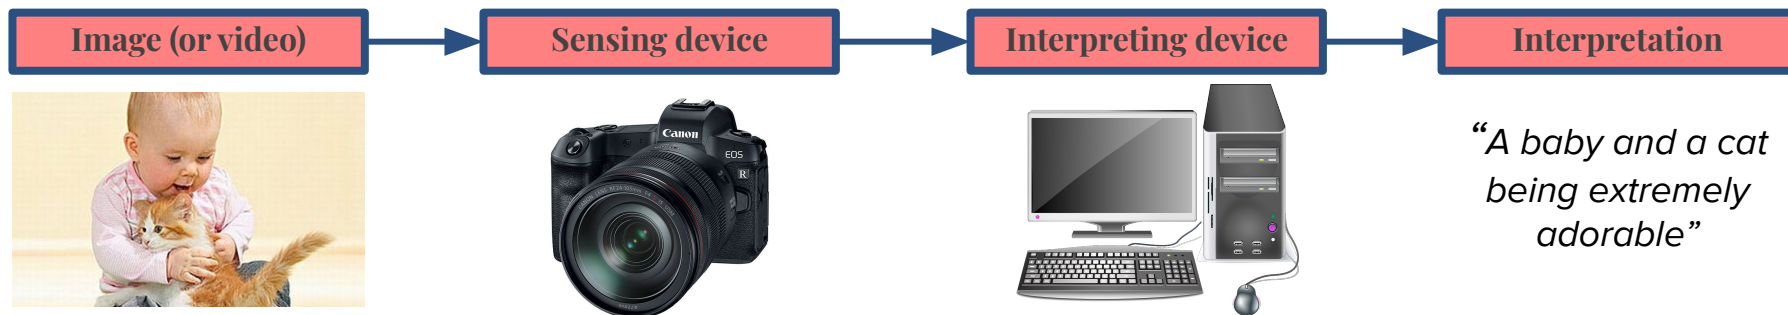 Image (or video)
Sensing device
Interpreting device
Interpretation
Canon
EOS
R
“A baby and a cat
being extremely
adorable”